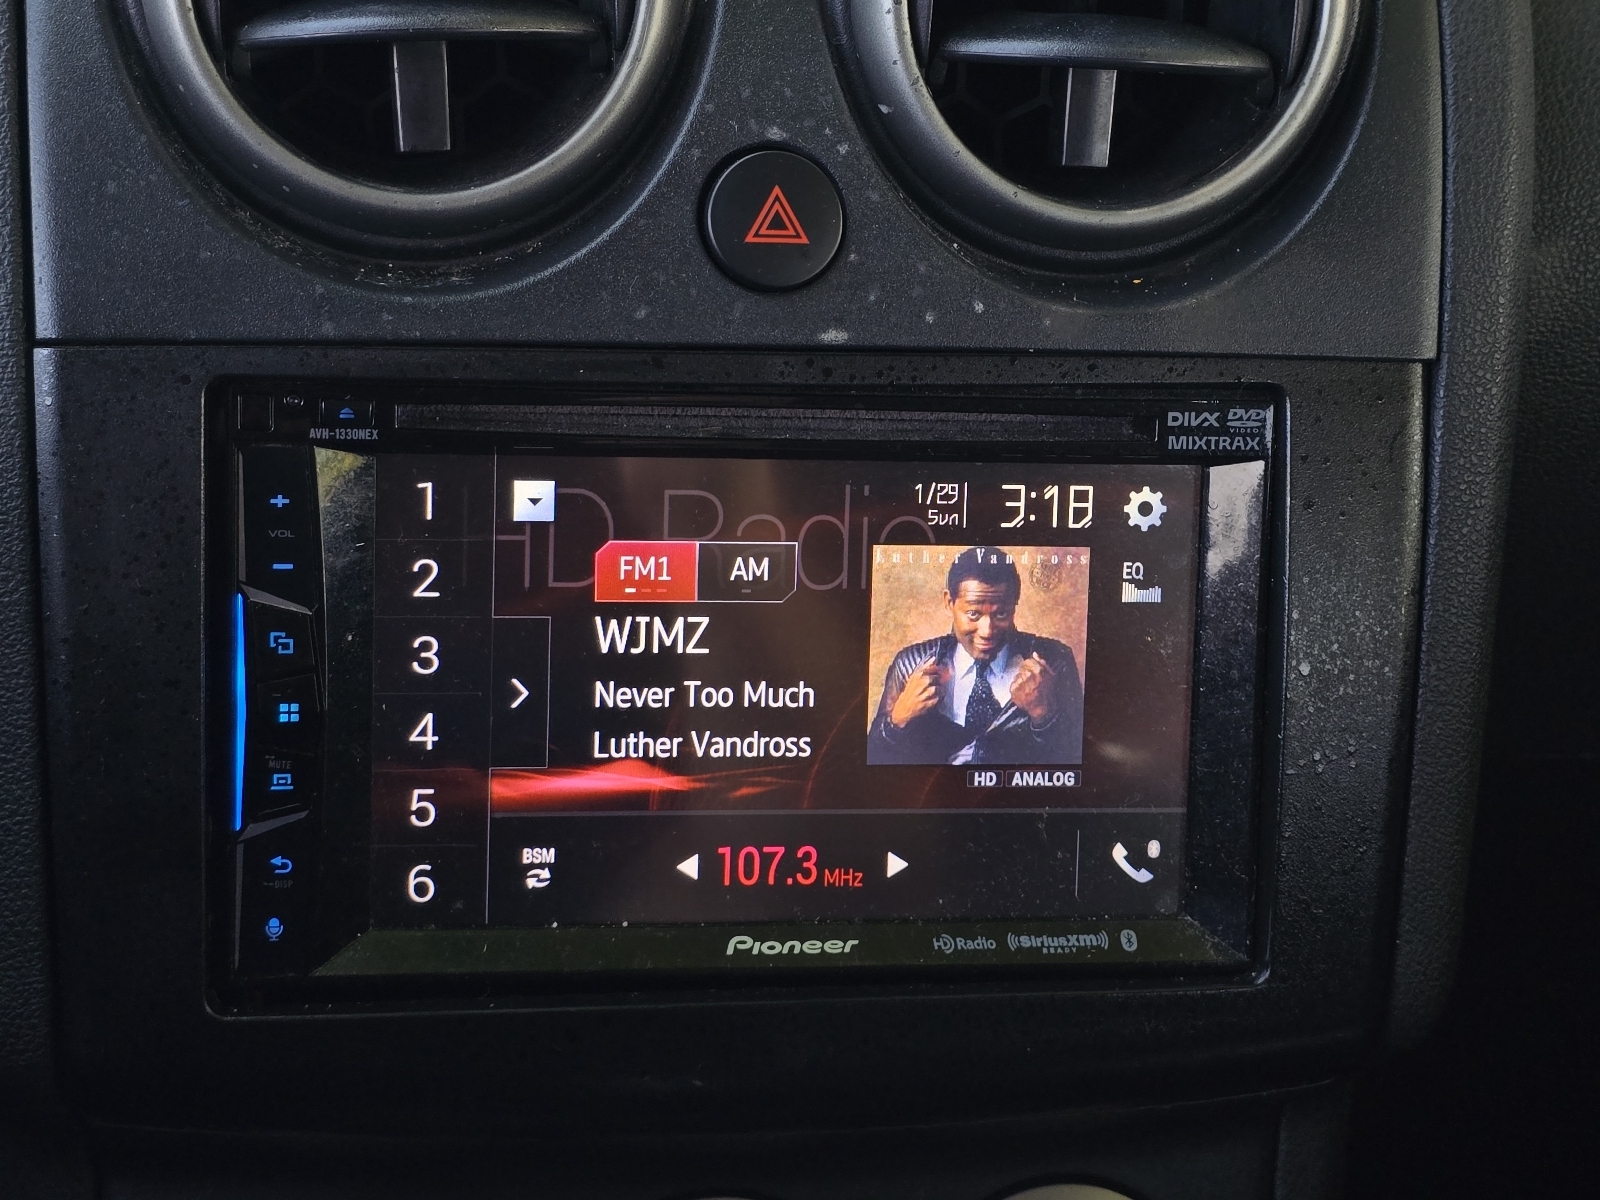 AVH-1330NEX
DIVX DVD
VIDEO
MIXTRAX
VOL
MUTE
DISP
1
2
3
4
5
6
HD Radio
1/29
Sun
3:18
FM1
AM
WJMZ
Never Too Much
Luther Vandross
Luther Vandross
EQ
HD ANALOG
BSM
107.3 MHz
Pioneer
HD Radio
((SiriusXM))
READY